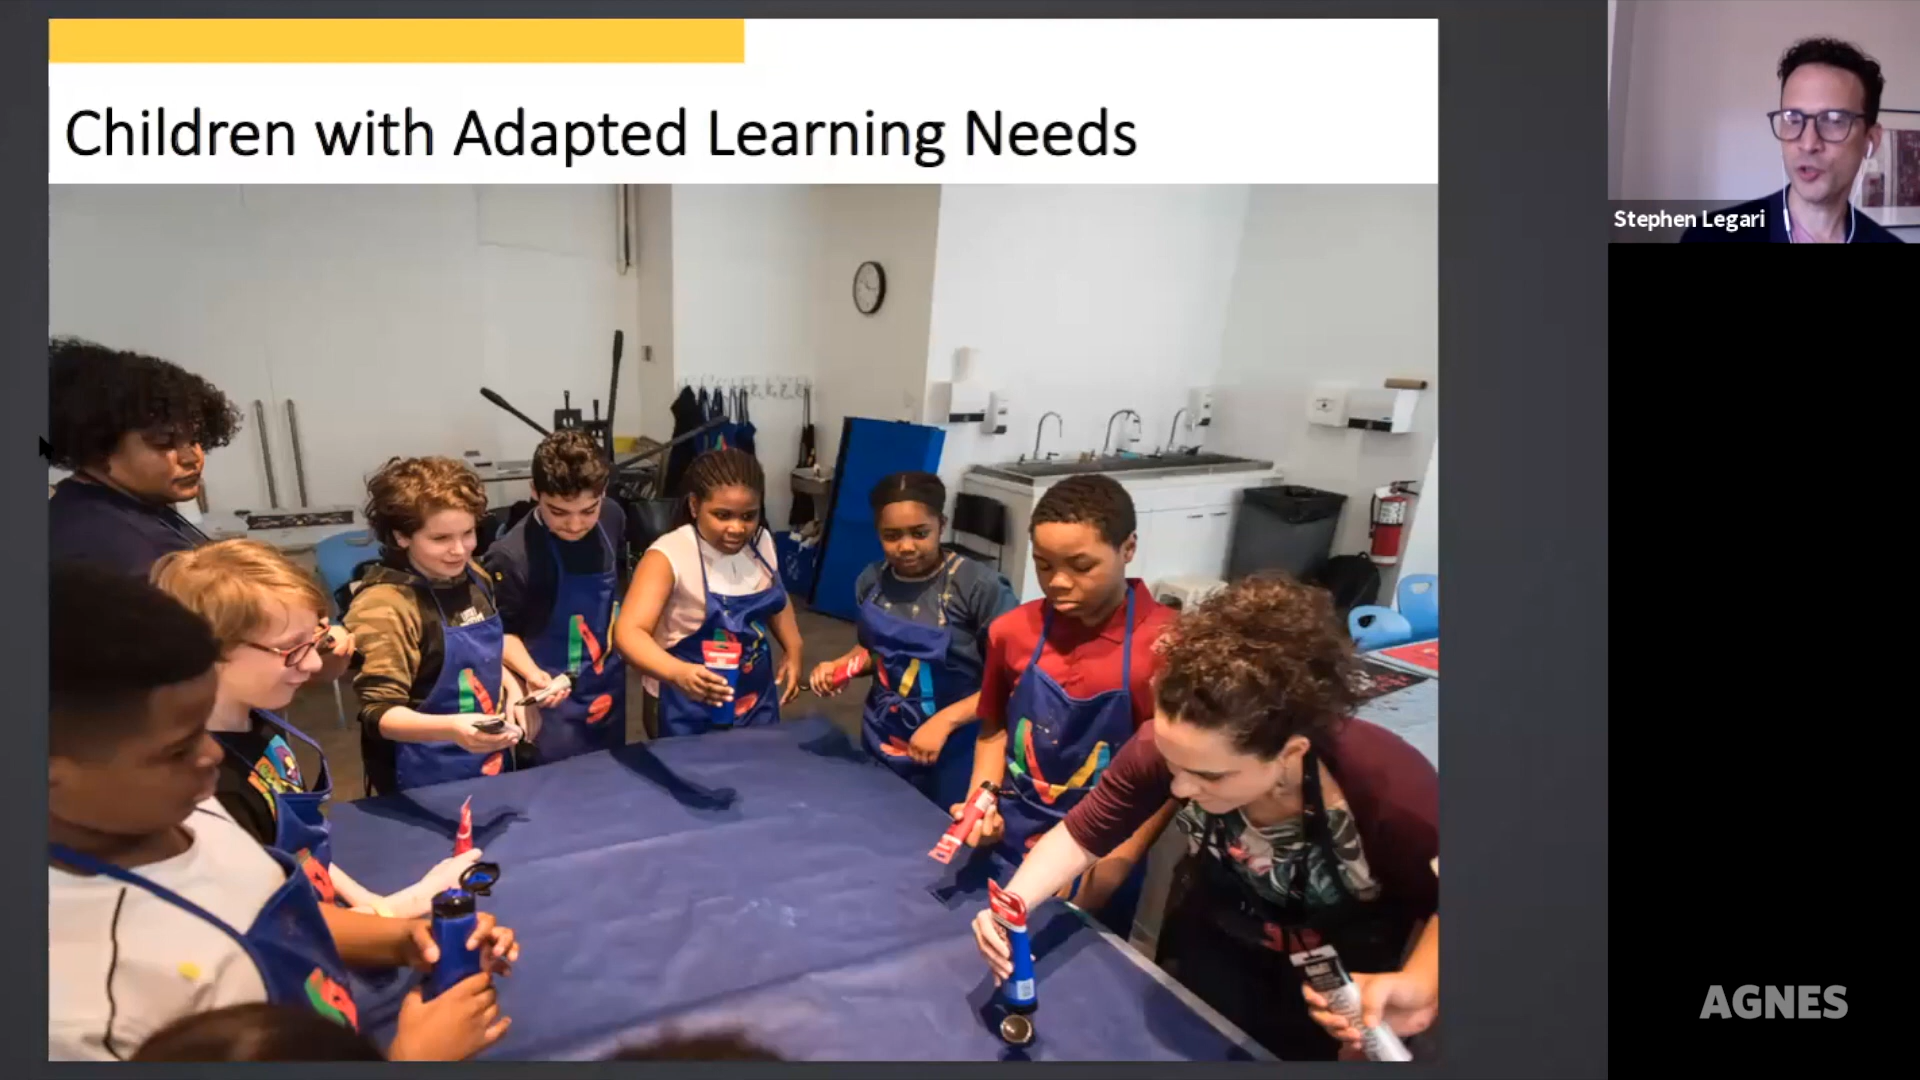 Children with Adapted Learning Needs
Stephen Legari
AGNES